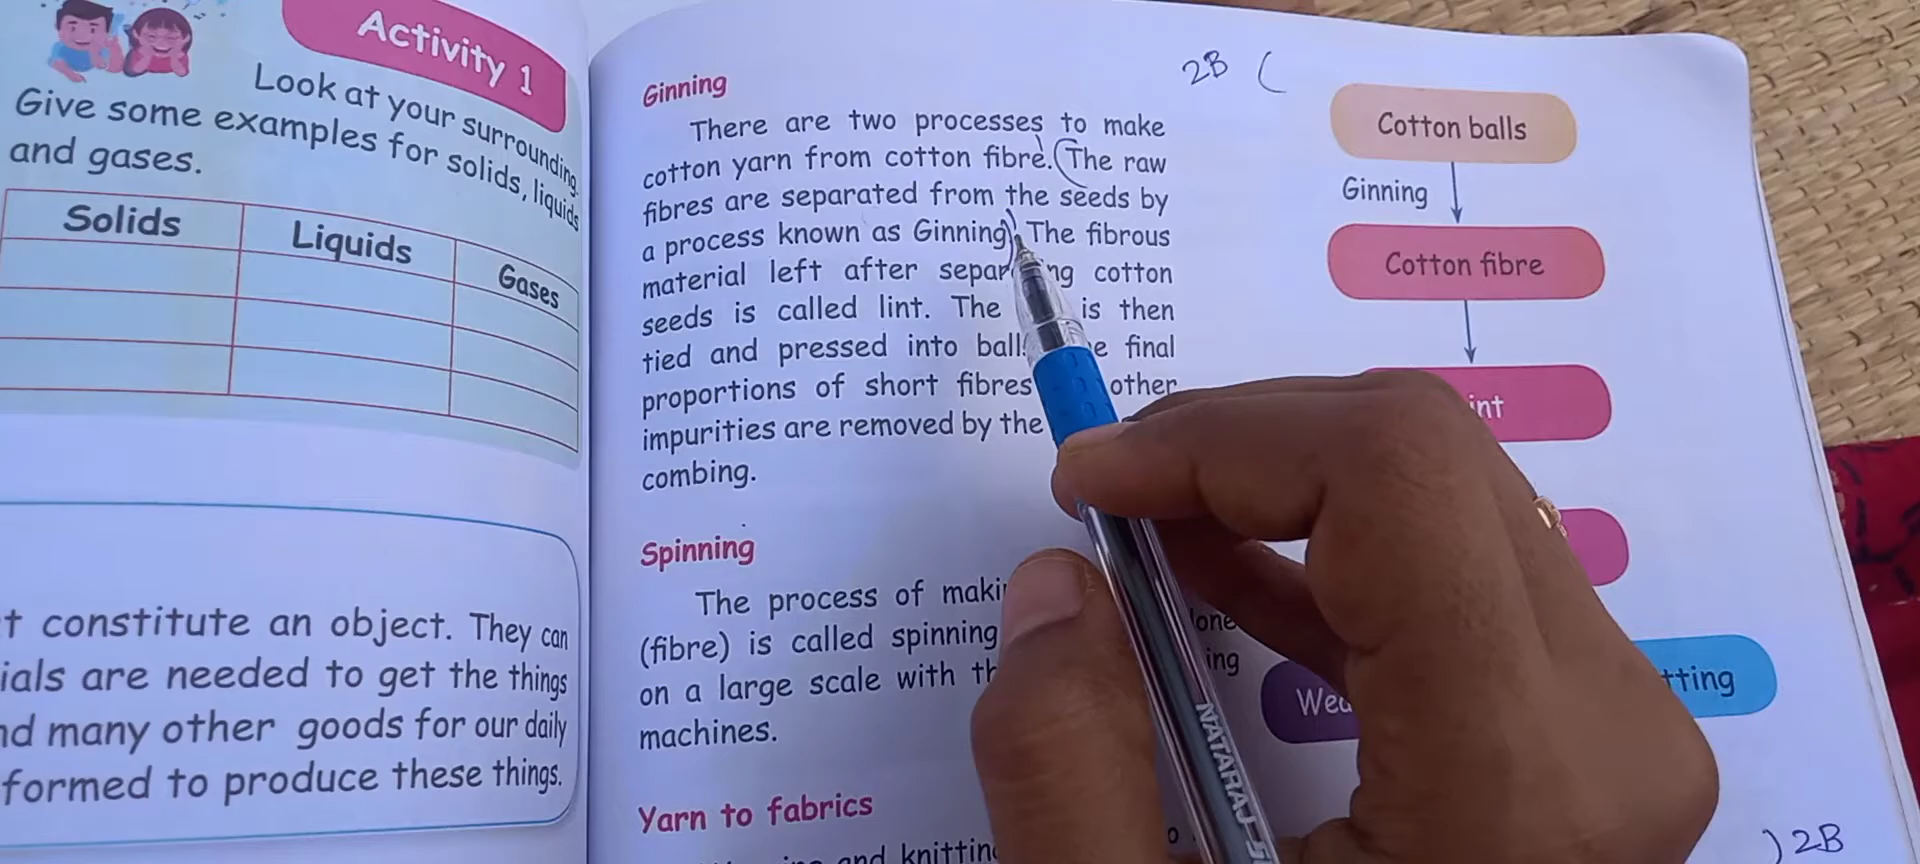 Activity 1
Look at your surrounding.
Give some examples for solids, liquids
and gases.
Solids Liquids Gases
t constitute an object. They can
ials are needed to get the things
nd many other goods for our daily
formed to produce these things.
2B (
Ginning
There are two processes to make
cotton yarn from cotton fibre. (The raw
fibres are separated from the seeds by
a process known as Ginning) The fibrous
material left after separ ng cotton
seeds is called lint. The is then
tied and pressed into ball e final
proportions of short fibres other
impurities are removed by the
combing.
Spinning
The process of maki
(fibre) is called spinning lone
on a large scale with th ing
machines.
Yarn to fabrics
and knittin
Cotton balls
Ginning
Cotton fibre
int
Wea
tting
) 2B
NATARAJ